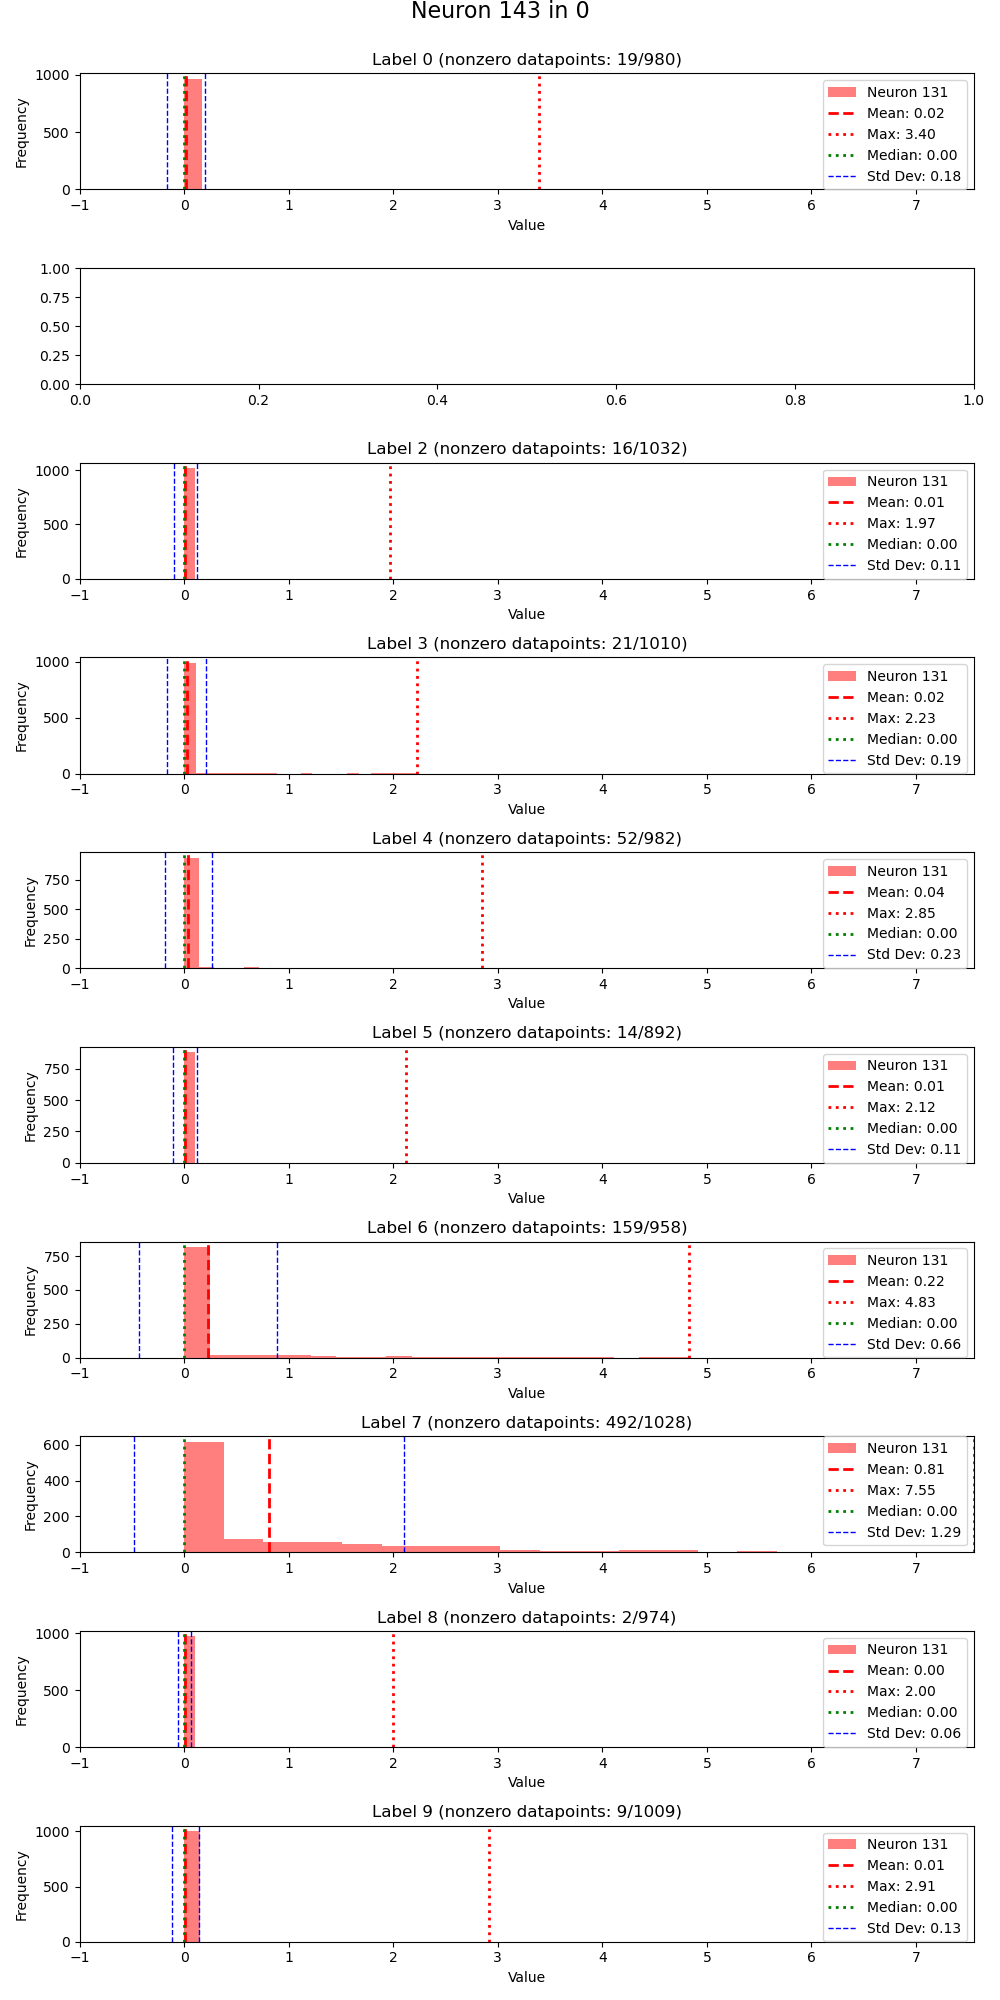 Neuron 143 in 0
Label 0 (nonzero datapoints: 19/980)
1000
500
0
Frequency
Neuron 131
Mean: 0.02
Max: 3.40
Median: 0.00
Std Dev: 0.18
−1 0 1 2 3 4 5 6 7
Value
1.00
0.75
0.50
0.25
0.00
0.0 0.2 0.4 0.6 0.8 1.0
Label 2 (nonzero datapoints: 16/1032)
1000
500
0
Frequency
Neuron 131
Mean: 0.01
Max: 1.97
Median: 0.00
Std Dev: 0.11
−1 0 1 2 3 4 5 6 7
Value
Label 3 (nonzero datapoints: 21/1010)
1000
500
0
Frequency
Neuron 131
Mean: 0.02
Max: 2.23
Median: 0.00
Std Dev: 0.19
−1 0 1 2 3 4 5 6 7
Value
Label 4 (nonzero datapoints: 52/982)
750
500
250
0
Frequency
Neuron 131
Mean: 0.04
Max: 2.85
Median: 0.00
Std Dev: 0.23
−1 0 1 2 3 4 5 6 7
Value
Label 5 (nonzero datapoints: 14/892)
750
500
250
0
Frequency
Neuron 131
Mean: 0.01
Max: 2.12
Median: 0.00
Std Dev: 0.11
−1 0 1 2 3 4 5 6 7
Value
Label 6 (nonzero datapoints: 159/958)
750
500
250
0
Frequency
Neuron 131
Mean: 0.22
Max: 4.83
Median: 0.00
Std Dev: 0.66
−1 0 1 2 3 4 5 6 7
Value
Label 7 (nonzero datapoints: 492/1028)
600
400
200
0
Frequency
Neuron 131
Mean: 0.81
Max: 7.55
Median: 0.00
Std Dev: 1.29
−1 0 1 2 3 4 5 6 7
Value
Label 8 (nonzero datapoints: 2/974)
1000
500
0
Frequency
Neuron 131
Mean: 0.00
Max: 2.00
Median: 0.00
Std Dev: 0.06
−1 0 1 2 3 4 5 6 7
Value
Label 9 (nonzero datapoints: 9/1009)
1000
500
0
Frequency
Neuron 131
Mean: 0.01
Max: 2.91
Median: 0.00
Std Dev: 0.13
−1 0 1 2 3 4 5 6 7
Value